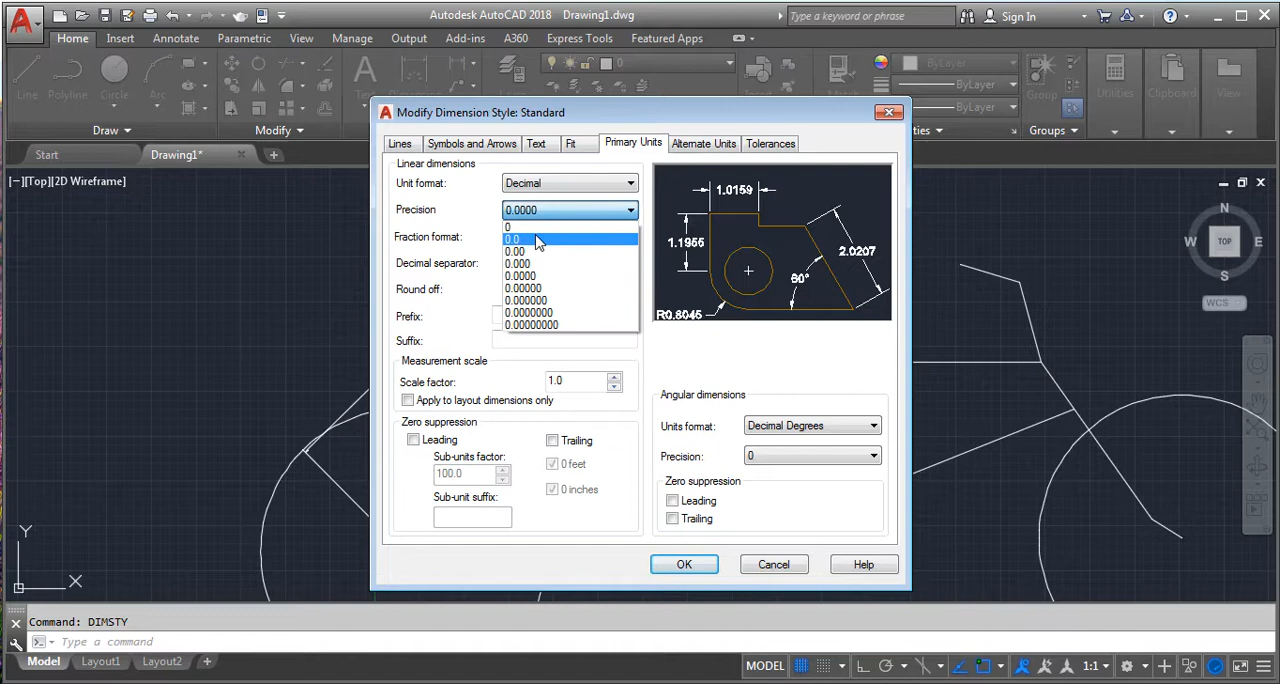 Autodesk AutoCAD 2018 Drawing1.dwg
Type a keyword or phrase
Sign In
Home Insert Annotate Parametric View Manage Output Add-ins A360 Express Tools Featured Apps
0
ByLayer
ByLayer
ByLayer
Line Polyline Circle Arc Text
Group Utilities Clipboard View
Draw Modify Groups
Start Drawing1*
[−][Top][2D Wireframe]
Modify Dimension Style: Standard
Lines Symbols and Arrows Text Fit Primary Units Alternate Units Tolerances
Linear dimensions
Unit format: Decimal
Precision 0.0000
0
0.0
0.00
0.000
0.0000
0.00000
0.000000
0.0000000
0.00000000
Fraction format:
Decimal separator:
Round off:
Prefix:
Suffix:
Measurement scale
Scale factor: 1.0
Apply to layout dimensions only
Zero suppression
Leading Trailing
Sub-units factor: 0 feet
100.0
0 inches
Sub-unit suffix:
1.0159
1.1955
2.0207
60°
R0.8045
Angular dimensions
Units format: Decimal Degrees
Precision: 0
Zero suppression
Leading
Trailing
OK Cancel Help
N
W TOP E
S
WCS
Y
X
Command: DIMSTY
Type a command
Model Layout1 Layout2 +
MODEL 1:1